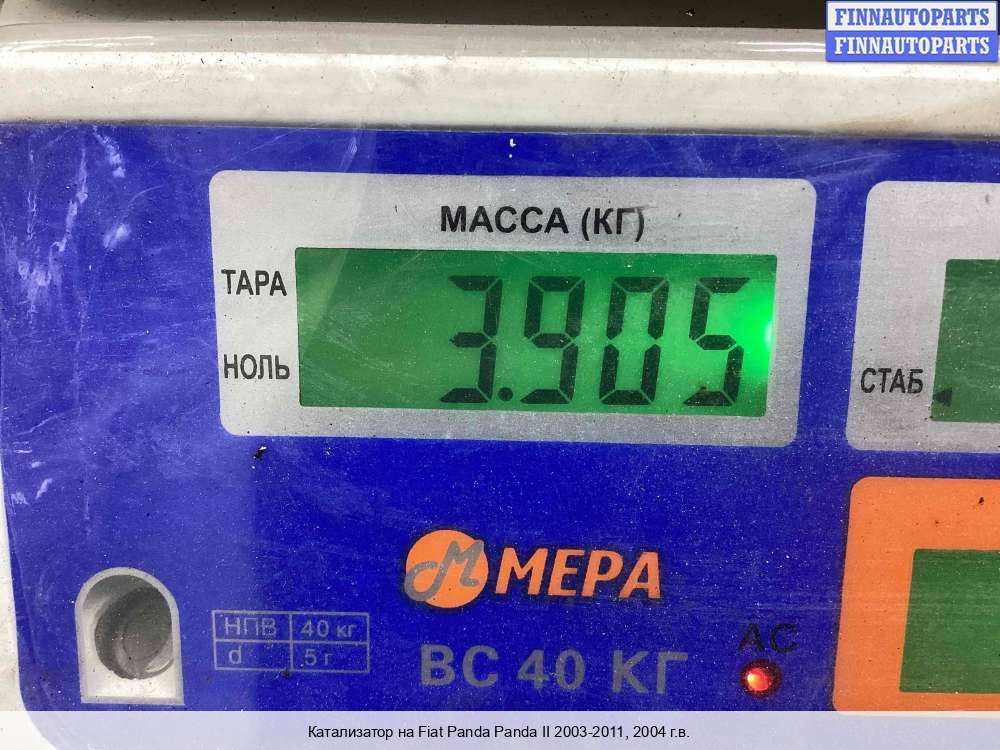 FINNAUTOPARTS
FINNAUTOPARTS
МАССА (КГ)
ТАРА
3.905
НОЛЬ
СТАБ
М МЕРА
НПВ 40 кг
d 5 г
ВС 40 КГ
AC
Катализатор на Fiat Panda Panda II 2003-2011, 2004 г.в.